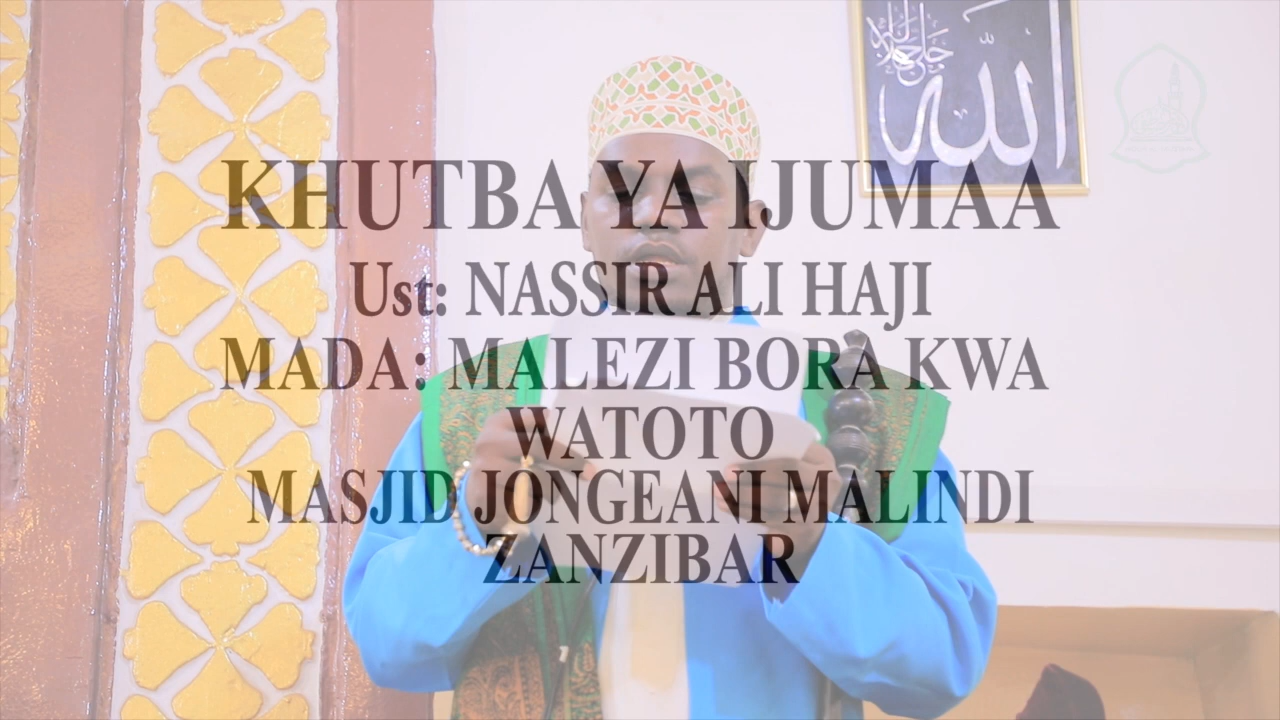 الله
جل جلاله
KHUTBA YA IJUMAA
Ust: NASSIR ALI HAJI
MADA: MALEZI BORA KWA
WATOTO
MASJID JONGEANI MALINDI
ZANZIBAR